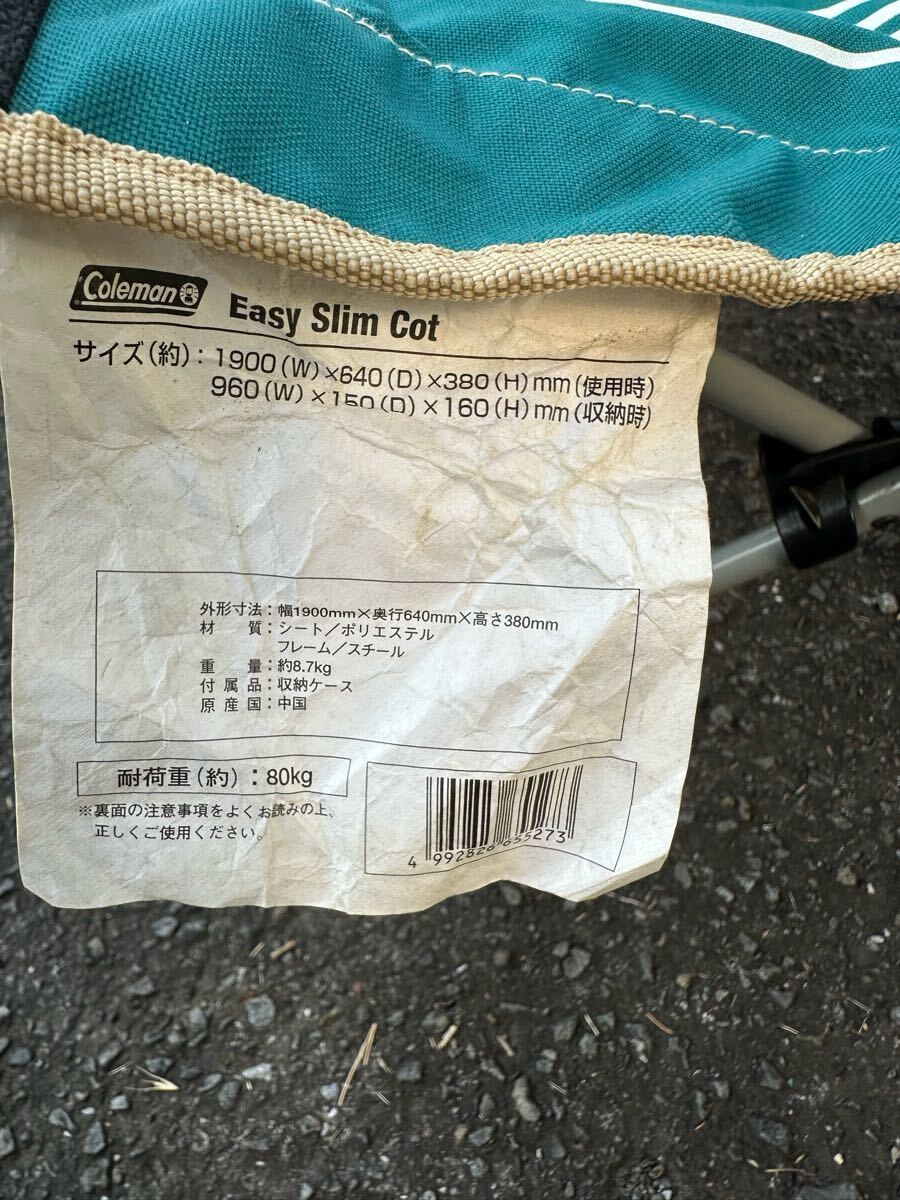 Coleman Easy Slim Cot
サイズ(約):1900(W)×640(D)×380(H)mm(使用時)
960(W)×150(D)×160(H)mm(収納時)
外形寸法:幅1900mm×奥行640mm×高さ380mm
材 質:シート/ポリエステル
フレーム/スチール
重 量:約8.7kg
付属品:収納ケース
原産国:中国
耐荷重(約):80kg
※裏面の注意事項をよくお読みの上、
正しくご使用ください。
4 992826 655273